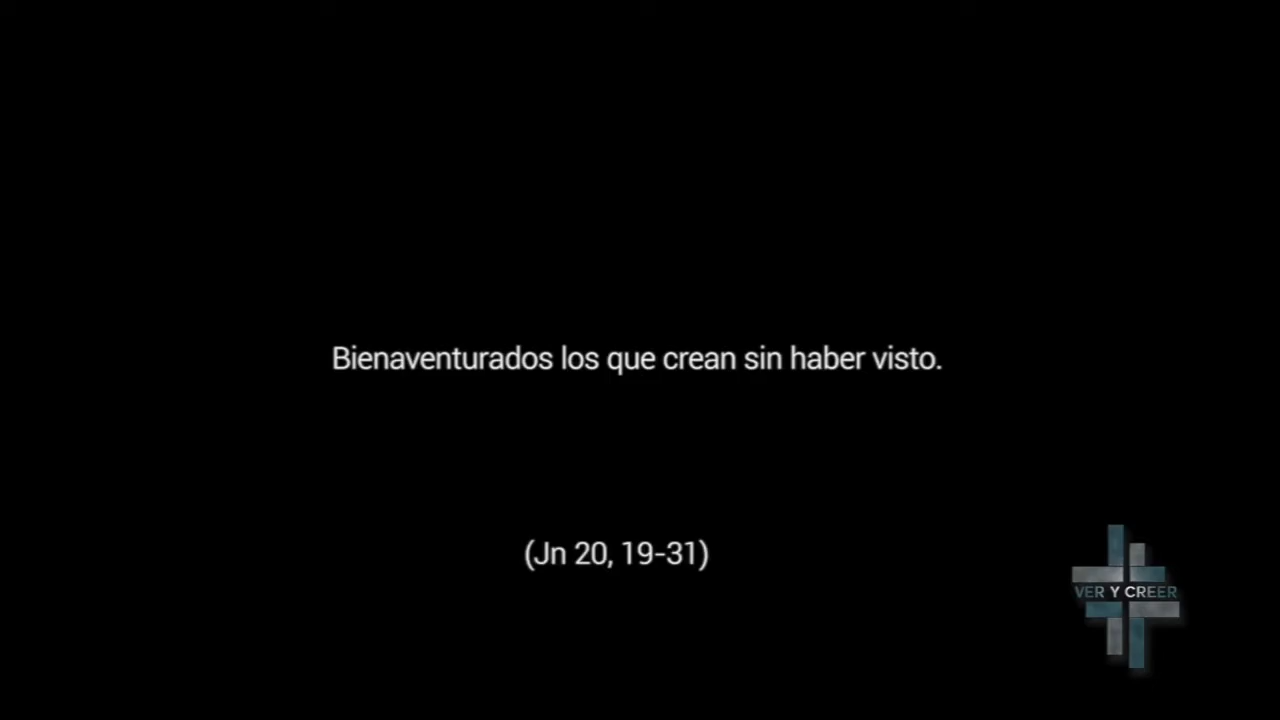 Bienaventurados los que crean sin haber visto.
(Jn 20, 19-31)
VER Y CREER